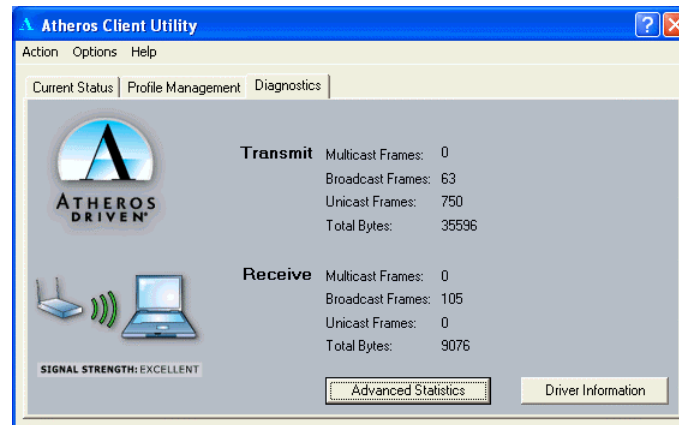 Atheros Client Utility
Action Options Help
Current Status Profile Management Diagnostics
ATHEROS
DRIVEN
Transmit Multicast Frames: 0
Broadcast Frames: 63
Unicast Frames: 750
Total Bytes: 35596
Receive Multicast Frames: 0
Broadcast Frames: 105
Unicast Frames: 0
Total Bytes: 9076
SIGNAL STRENGTH: EXCELLENT
Advanced Statistics Driver Information